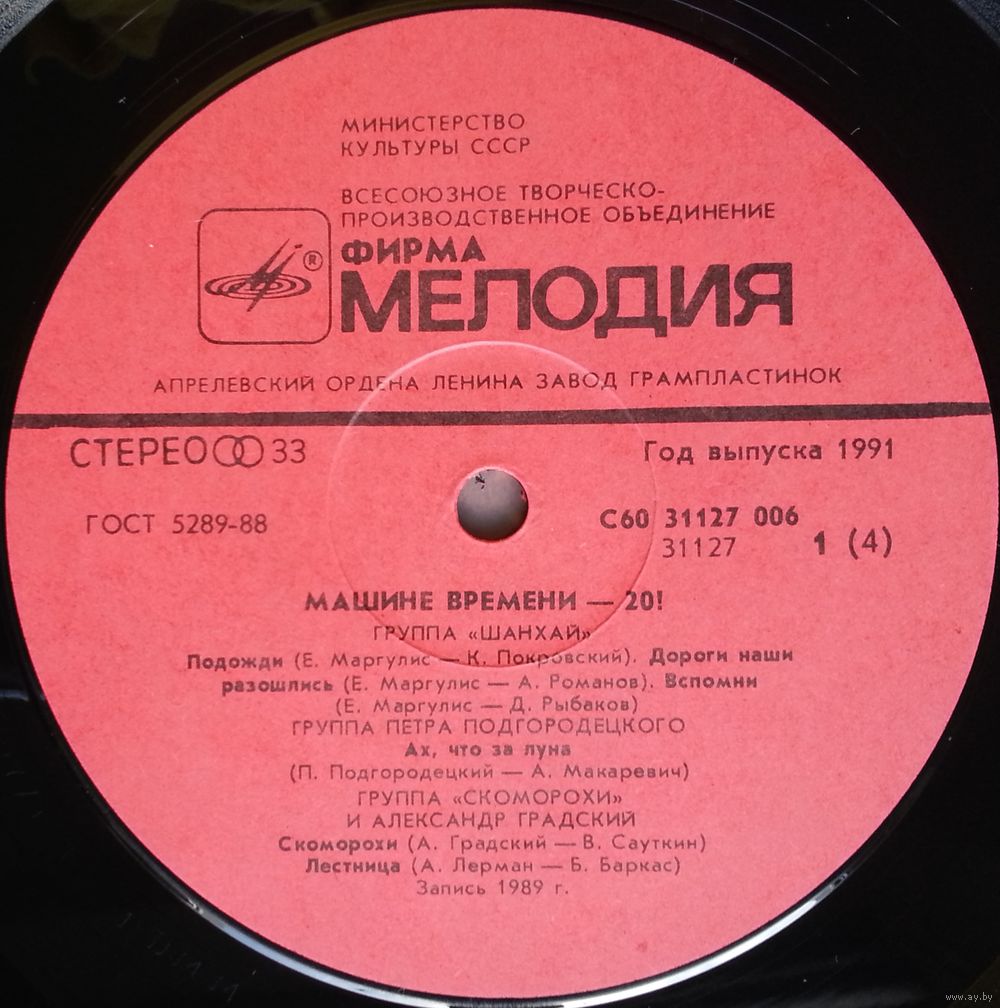 МИНИСТЕРСТВО
КУЛЬТУРЫ СССР
ВСЕСОЮЗНОЕ ТВОРЧЕСКО-
ПРОИЗВОДСТВЕННОЕ ОБЪЕДИНЕНИЕ
ФИРМА
®
МЕЛОДИЯ
АПРЕЛЕВСКИЙ ОРДЕНА ЛЕНИНА ЗАВОД ГРАМПЛАСТИНОК
СТЕРЕО 33
Год выпуска 1991
ГОСТ 5289-88
С60 31127 006
31127 1 (4)
МАШИНЕ ВРЕМЕНИ — 20!
ГРУППА «ШАНХАЙ»
Подожди (Е. Маргулис — К. Покровский). Дороги наши
разошлись (Е. Маргулис — А. Романов). Вспомни
(Е. Маргулис — Д. Рыбаков)
ГРУППА ПЕТРА ПОДГОРОДЕЦКОГО
Ах, что за луна
(П. Подгородецкий — А. Макаревич)
ГРУППА «СКОМОРОХИ»
И АЛЕКСАНДР ГРАДСКИЙ
Скоморохи (А. Градский — В. Сауткин)
Лестница (А. Лерман — Б. Баркас)
Запись 1989 г.
www.ay.by